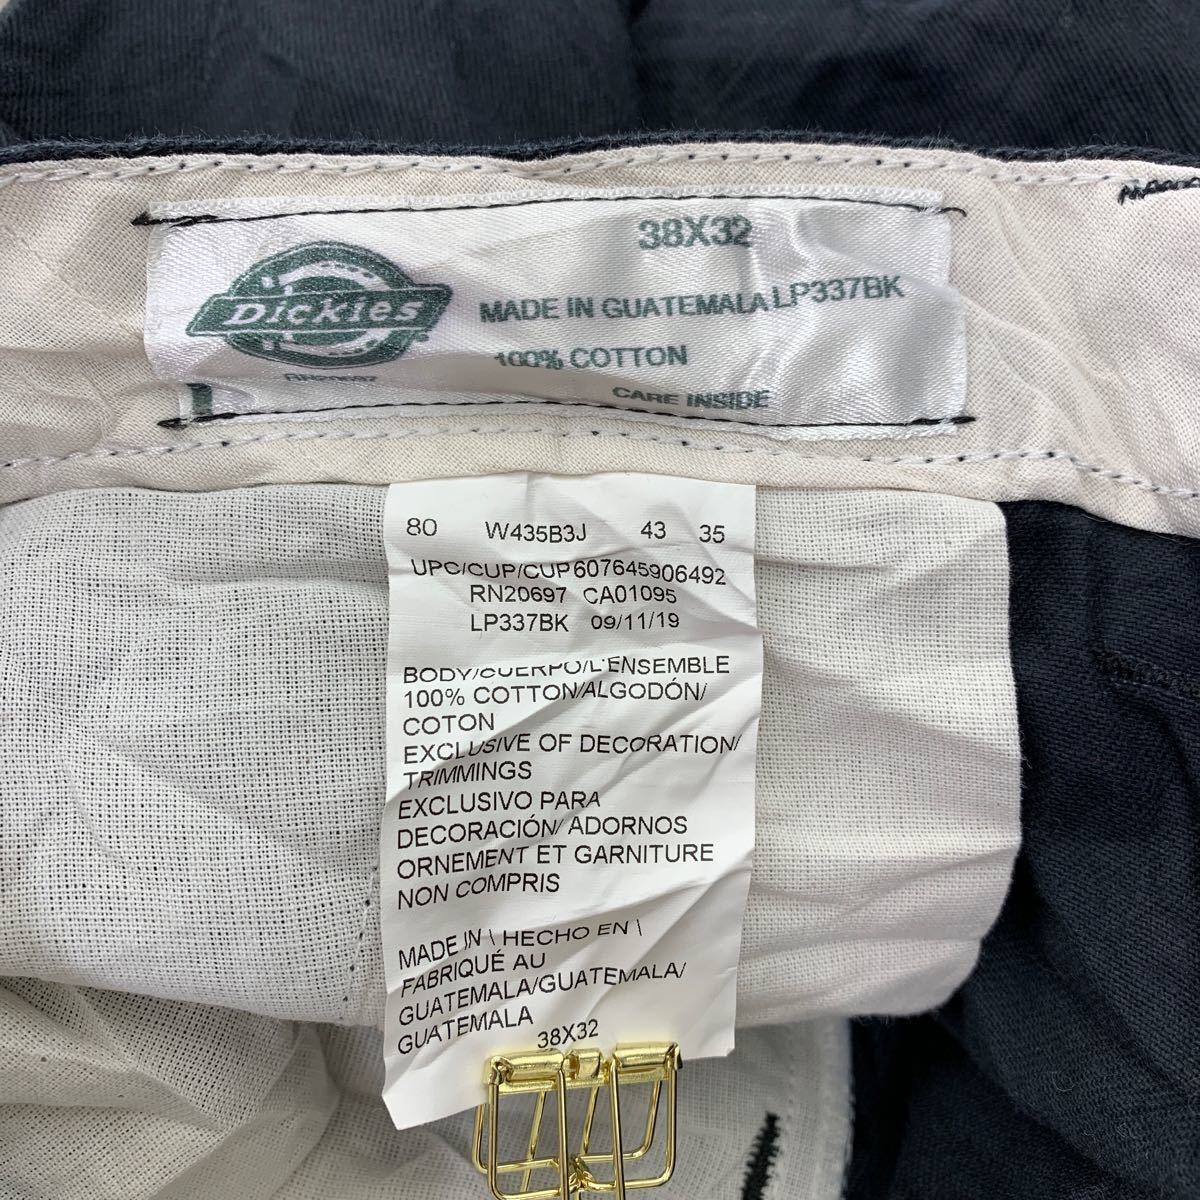 38X32
Dickies
MADE IN GUATEMALA LP337BK
100% COTTON
RN20697
CARE INSIDE
80 W435B3J 43 35
UPC/CUP/CUP607645906492
RN20697 CA01095
LP337BK 09/11/19
BODY/CUERPO/L'ENSEMBLE
100% COTTON/ALGODÓN/
COTON
EXCLUSIVE OF DECORATION/
TRIMMINGS
EXCLUSIVO PARA
DECORACIÓN/ ADORNOS
ORNEMENT ET GARNITURE
NON COMPRIS
MADE IN \ HECHO EN \
FABRIQUÉ AU
GUATEMALA/GUATEMALA/
GUATEMALA
38X32